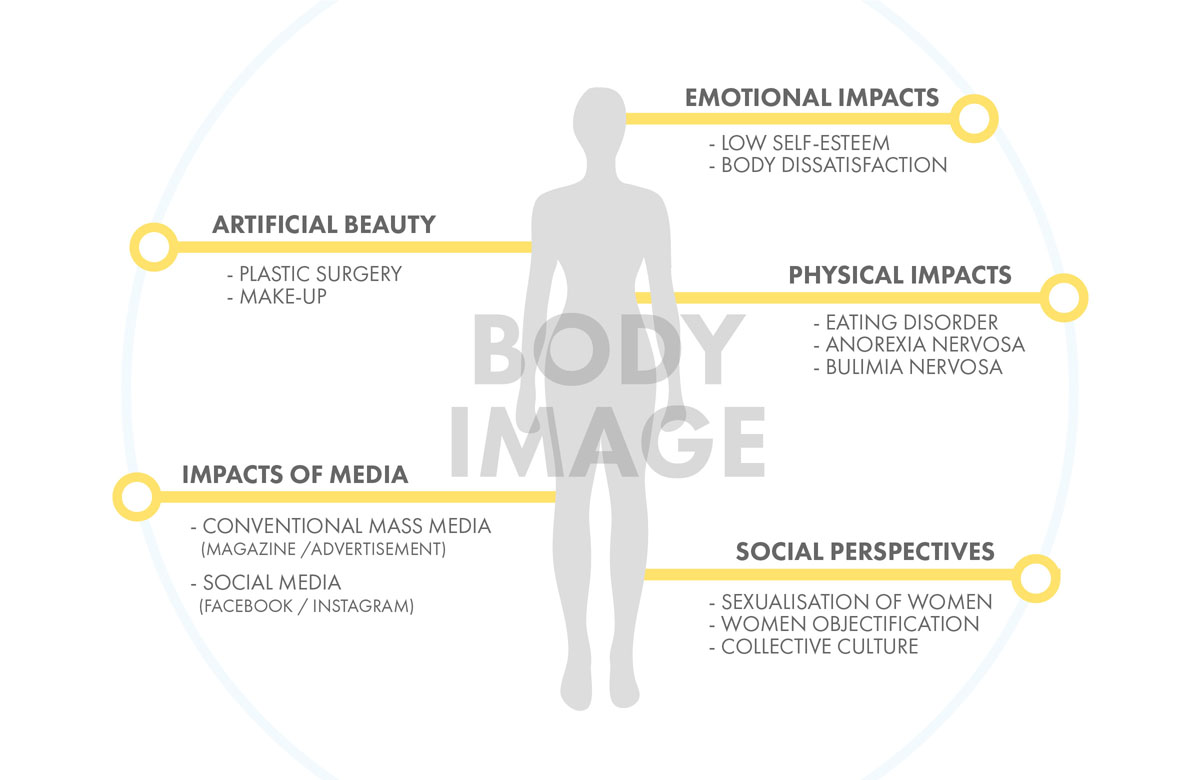 EMOTIONAL IMPACTS
- LOW SELF-ESTEEM
- BODY DISSATISFACTION
ARTIFICIAL BEAUTY
- PLASTIC SURGERY
- MAKE-UP
PHYSICAL IMPACTS
- EATING DISORDER
- ANOREXIA NERVOSA
- BULIMIA NERVOSA
BODY
IMAGE
IMPACTS OF MEDIA
- CONVENTIONAL MASS MEDIA
(MAGAZINE /ADVERTISEMENT)
- SOCIAL MEDIA
(FACEBOOK / INSTAGRAM)
SOCIAL PERSPECTIVES
- SEXUALISATION OF WOMEN
- WOMEN OBJECTIFICATION
- COLLECTIVE CULTURE